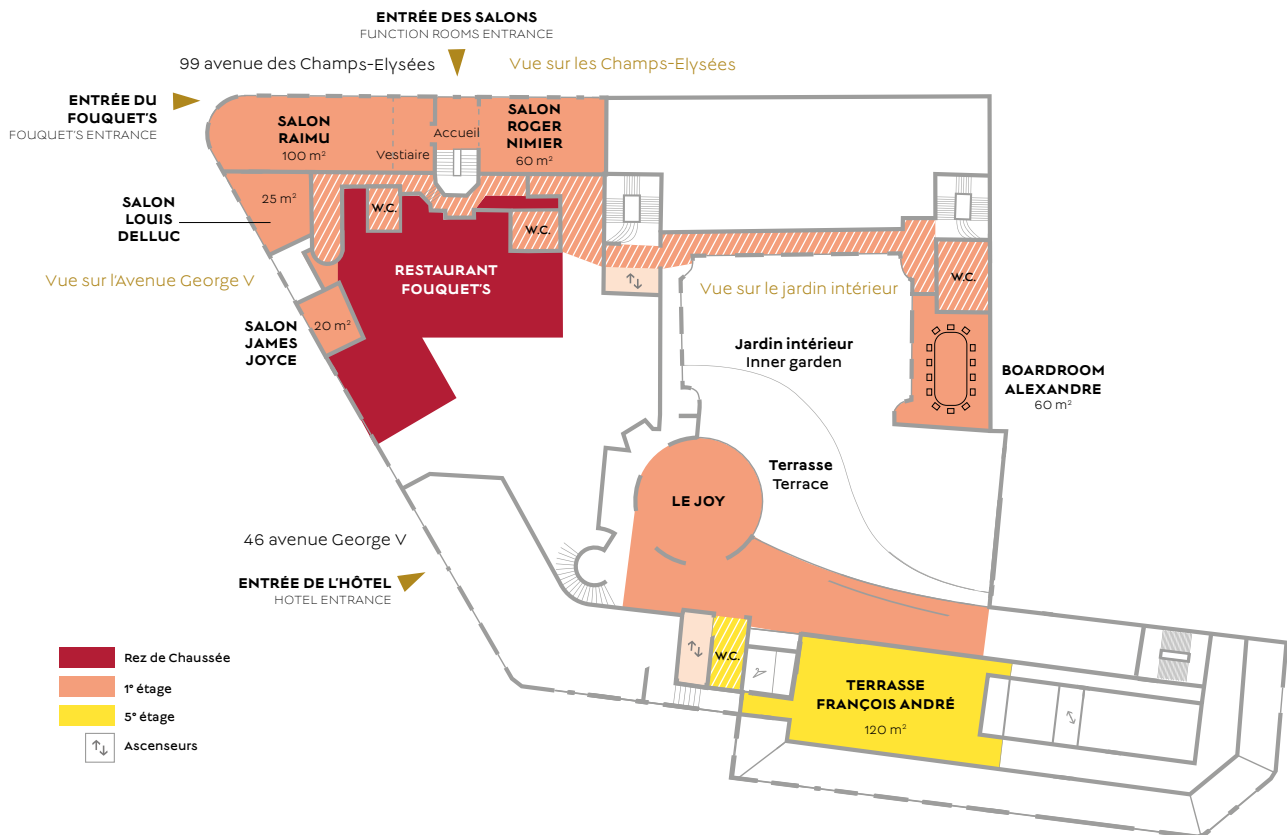 ENTRÉE DES SALONS
FUNCTION ROOMS ENTRANCE
99 avenue des Champs-Elysées
Vue sur les Champs-Elysées
ENTRÉE DU
FOUQUET'S
FOUQUET'S ENTRANCE
SALON
RAIMU
100 m²
Vestiaire
Accueil
SALON
ROGER
NIMIER
60 m²
SALON
LOUIS
DELLUC
25 m²
W.C.
W.C.
W.C.
Vue sur l'Avenue George V
RESTAURANT
FOUQUET'S
Vue sur le jardin intérieur
SALON
JAMES
JOYCE
20 m²
Jardin intérieur
Inner garden
BOARDROOM
ALEXANDRE
60 m²
Terrasse
Terrace
LE JOY
46 avenue George V
ENTRÉE DE L'HÔTEL
HOTEL ENTRANCE
W.C.
TERRASSE
FRANÇOIS ANDRÉ
120 m²
Rez de Chaussée
1° étage
5° étage
Ascenseurs